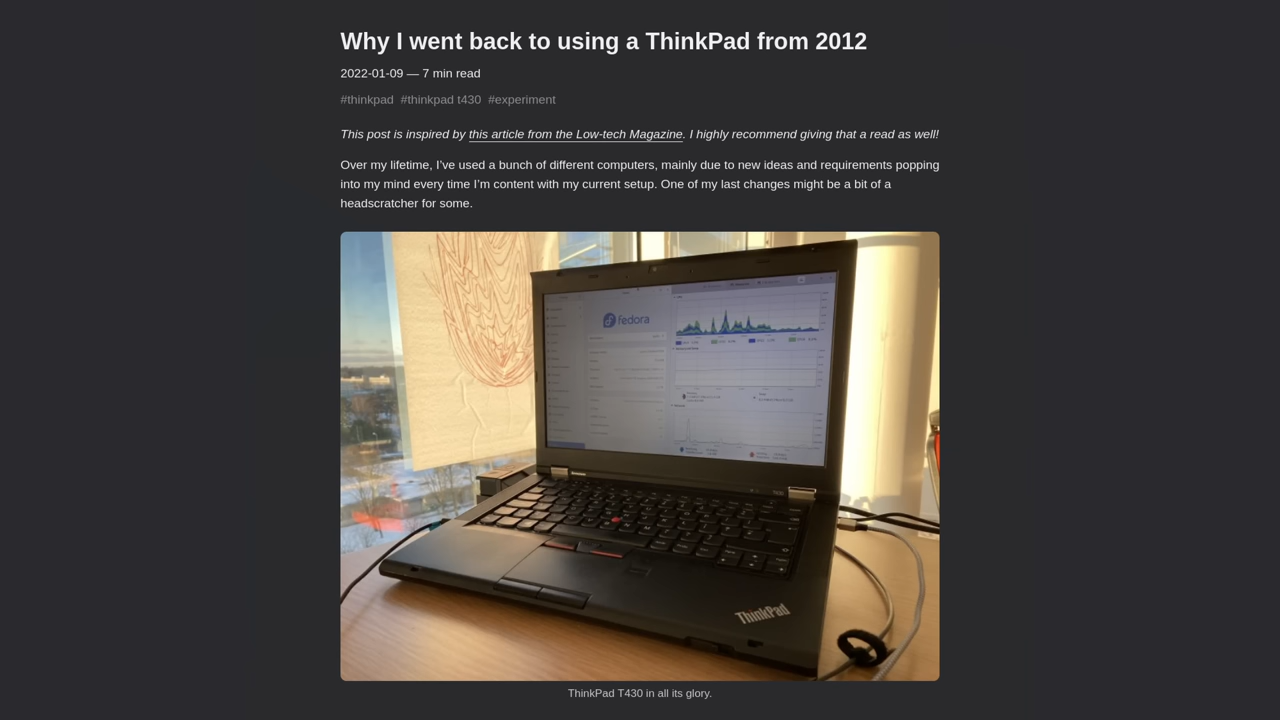 Why I went back to using a ThinkPad from 2012
2022-01-09 — 7 min read
#thinkpad #thinkpad t430 #experiment
This post is inspired by this article from the Low-tech Magazine. I highly recommend giving that a read as well!
Over my lifetime, I’ve used a bunch of different computers, mainly due to new ideas and requirements popping
into my mind every time I’m content with my current setup. One of my last changes might be a bit of a
headscratcher for some.
fedora
ThinkPad
ThinkPad T430 in all its glory.